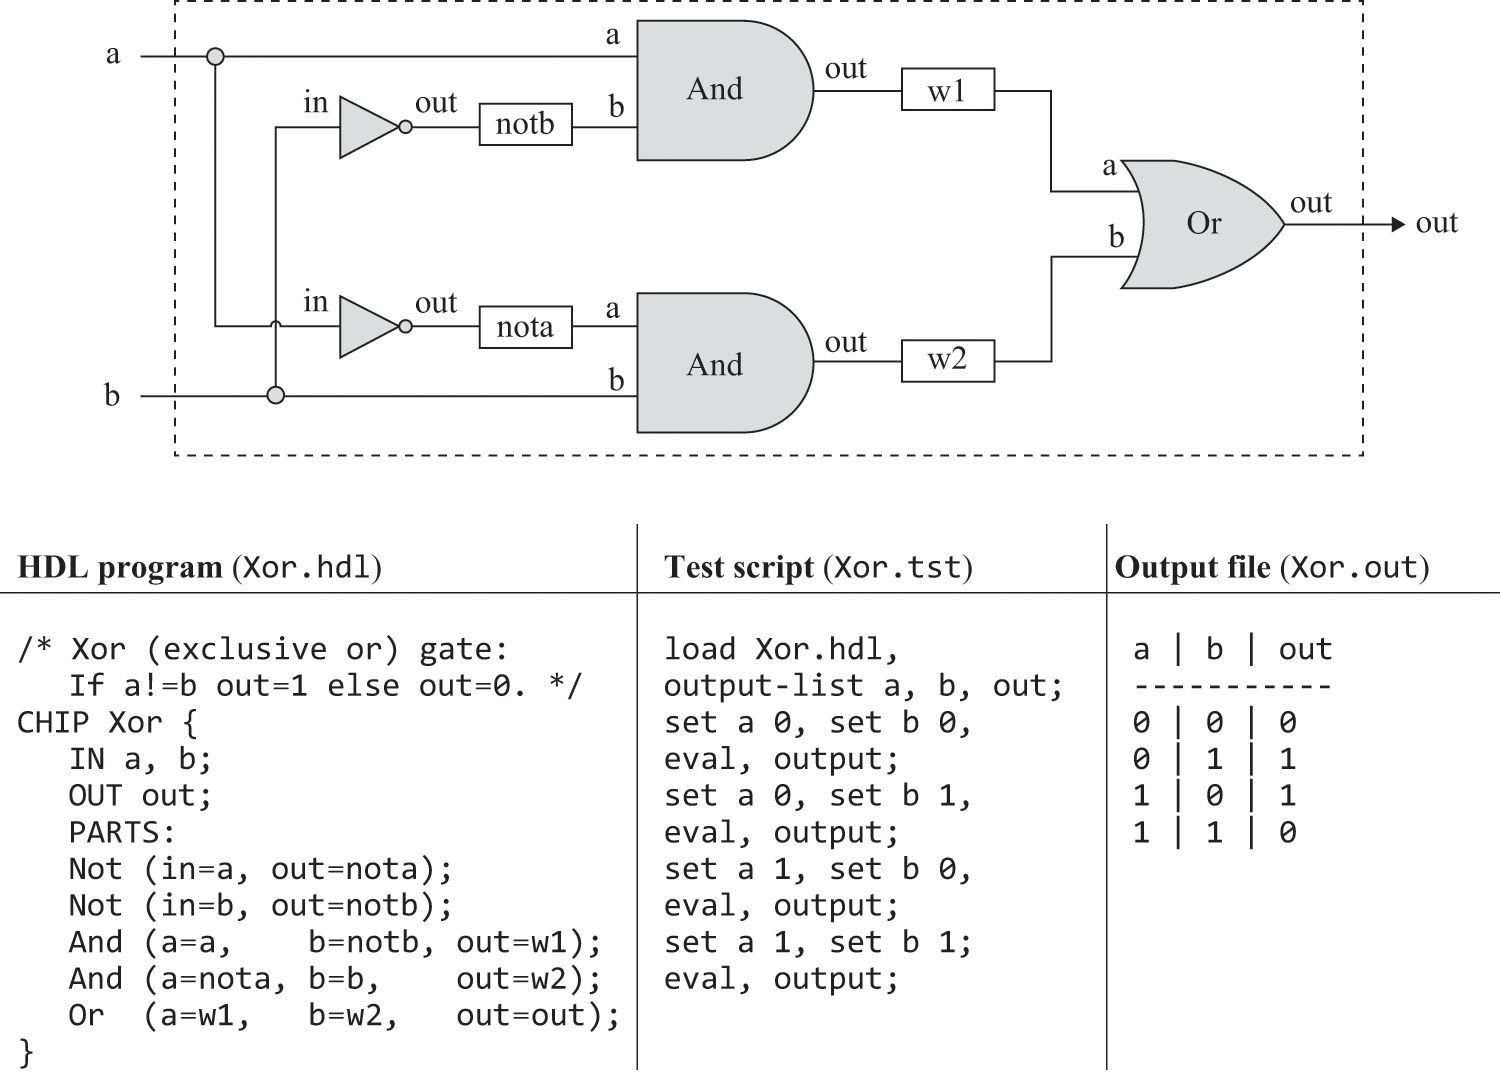 a
a
in
out
notb
b
And
out
w1
a
Or
out
out
b
in
out
nota
a
b
And
out
w2
b
HDL program (Xor.hdl)
/* Xor (exclusive or) gate:
If a!=b out=1 else out=0. */
CHIP Xor {
IN a, b;
OUT out;
PARTS:
Not (in=a, out=nota);
Not (in=b, out=notb);
And (a=a, b=notb, out=w1);
And (a=nota, b=b, out=w2);
Or (a=w1, b=w2, out=out);
}
Test script (Xor.tst)
load Xor.hdl,
output-list a, b, out;
set a 0, set b 0,
eval, output;
set a 0, set b 1,
eval, output;
set a 1, set b 0,
eval, output;
set a 1, set b 1;
eval, output;
Output file (Xor.out)
a | b | out
-----------
0 | 0 | 0
0 | 1 | 1
1 | 0 | 1
1 | 1 | 0